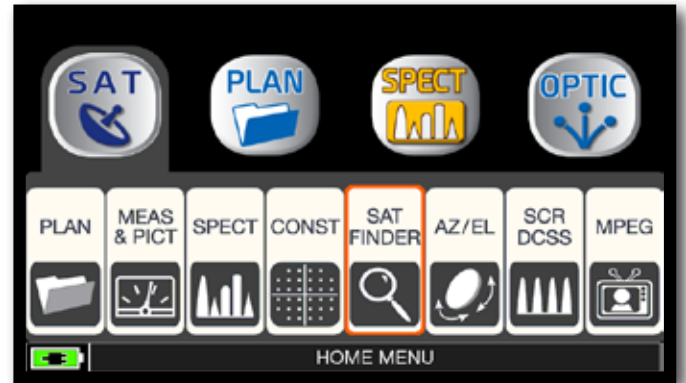 SAT
PLAN
SPECT
OPTIC
PLAN
MEAS
& PICT
SPECT
CONST
SAT
FINDER
AZ/EL
SCR
DCSS
MPEG
HOME MENU